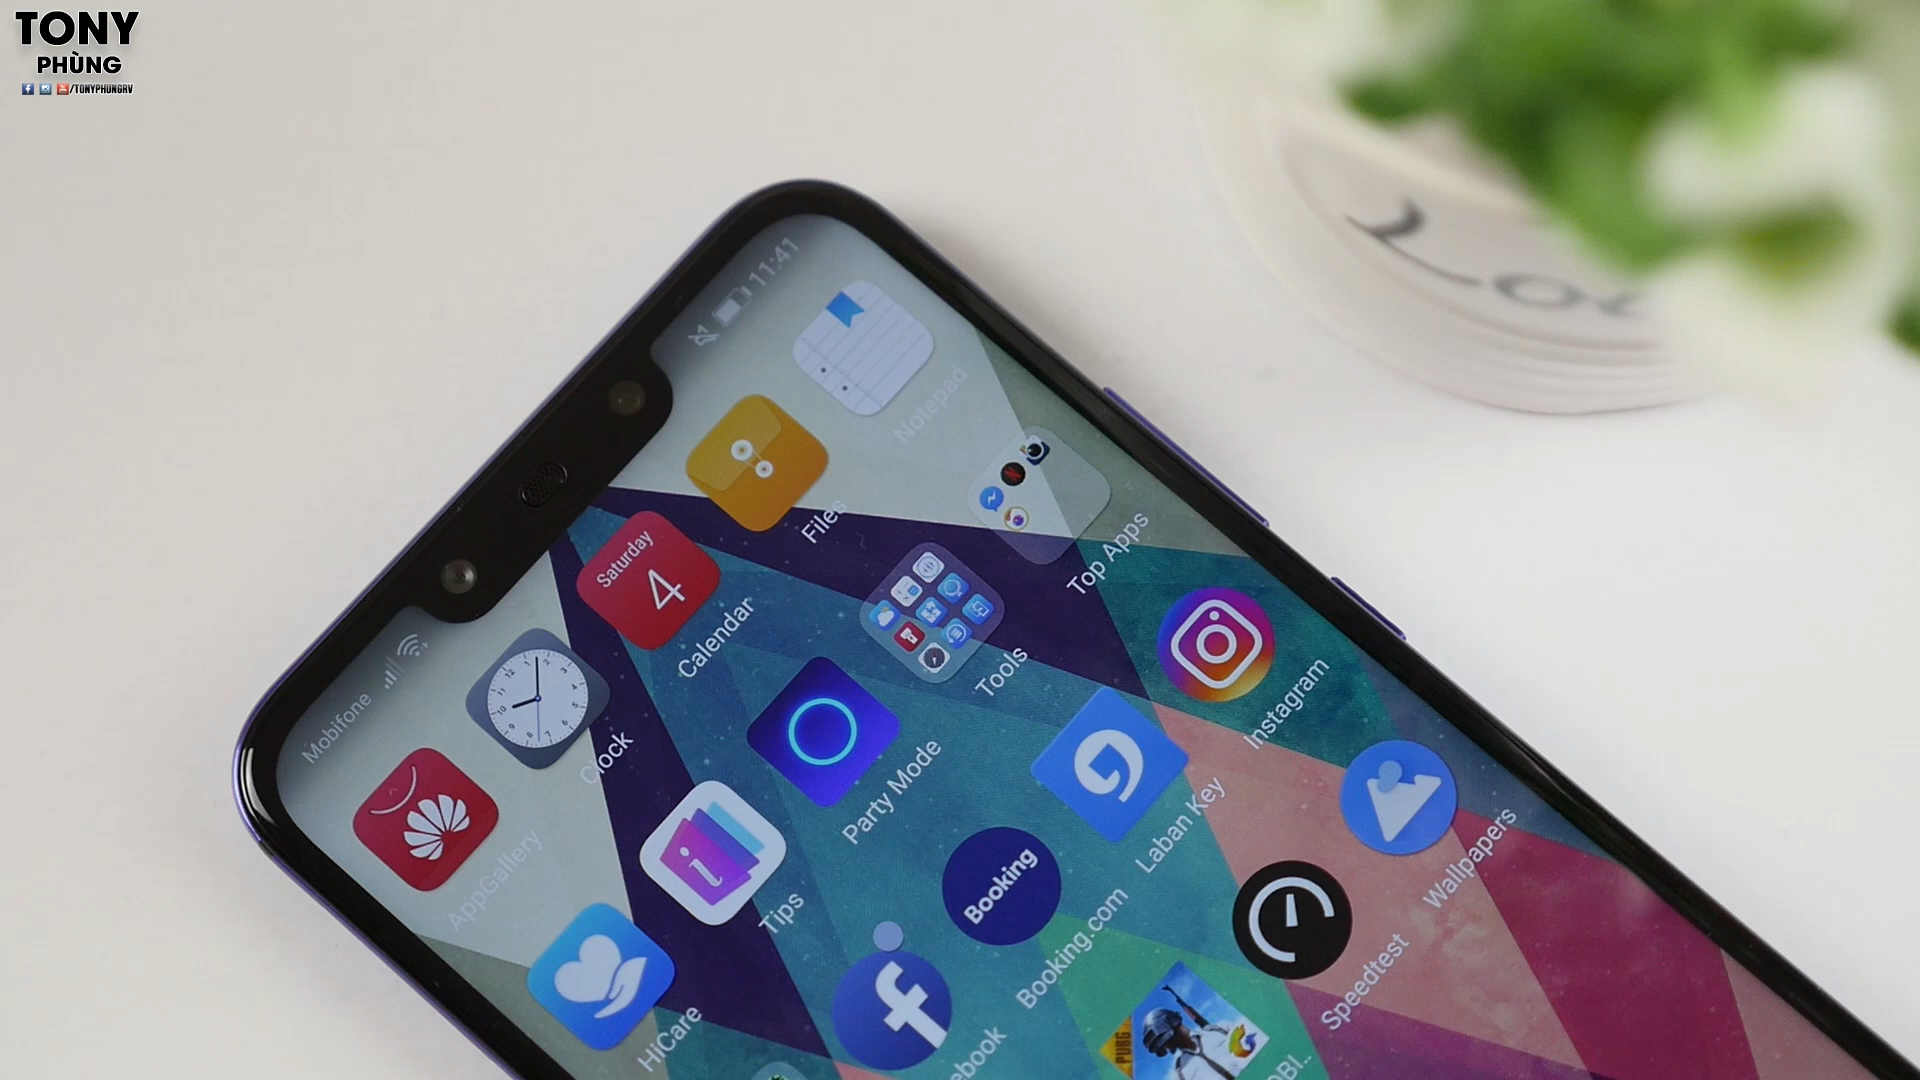 TONY
PHÙNG
/TONYPHUNGRV
Mobifone
11:41
AppGallery
Clock
Saturday
4
Calendar
Files
Notepad
HiCare
Tips
Party Mode
Tools
Top Apps
Booking
Booking.com
Laban Key
Instagram
PUBG
Speedtest
Wallpapers